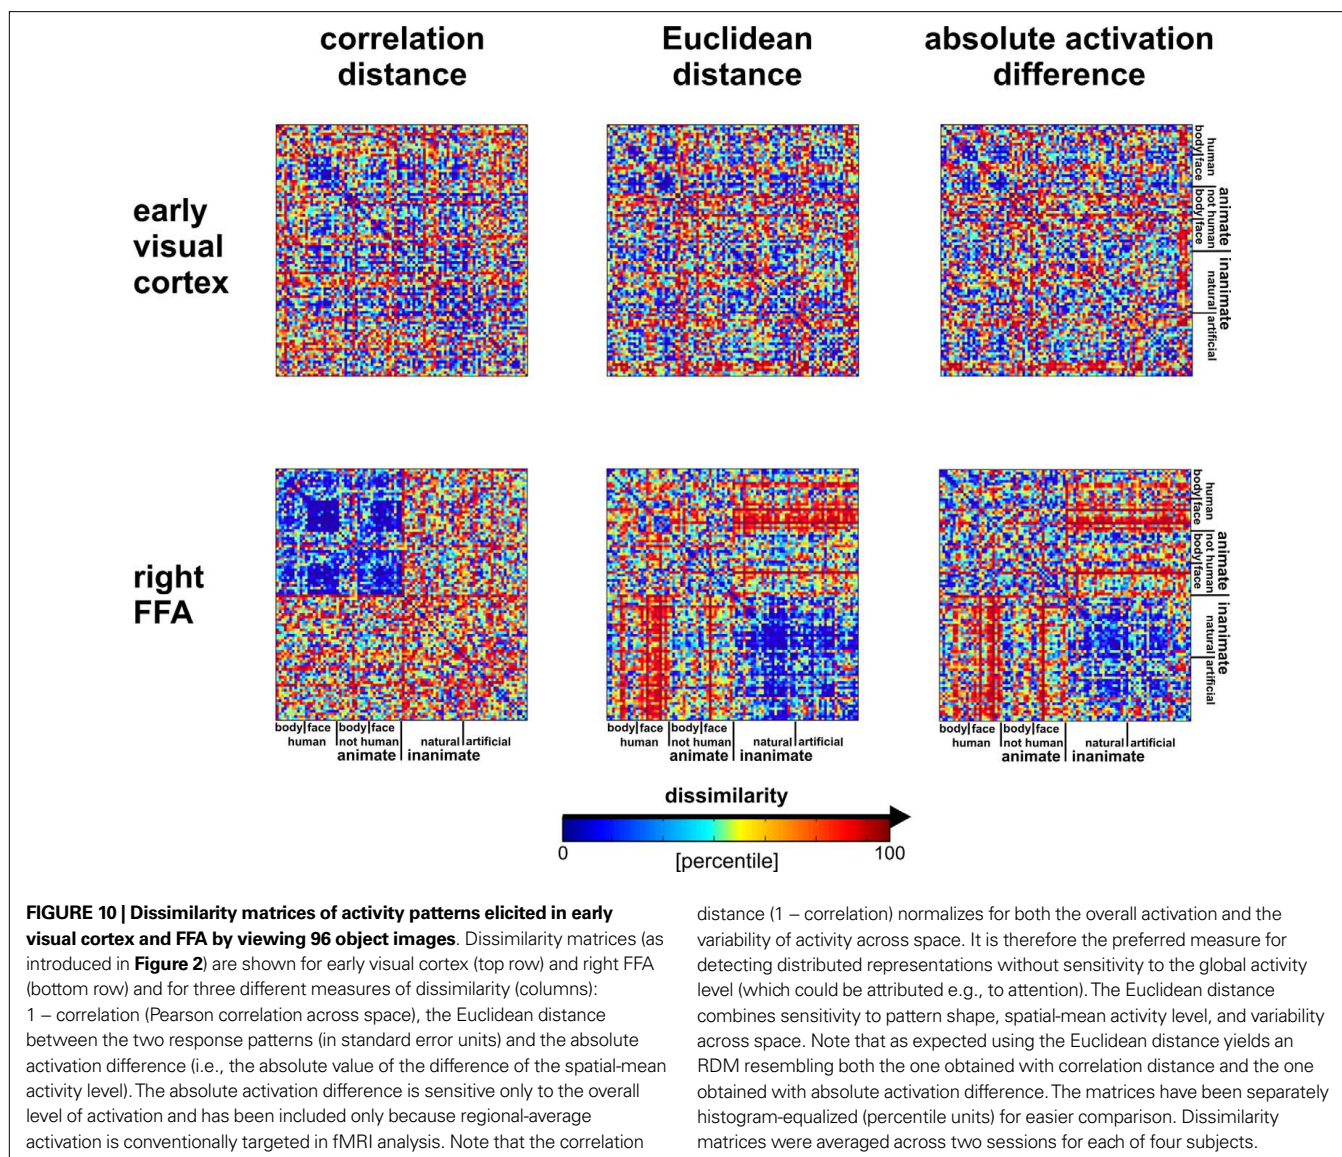 correlation
distance
Euclidean
distance
absolute activation
difference
early
visual
cortex
body|face
human
body|face
not human
animate
natural|artificial
inanimate
right
FFA
body|face
human
body|face
not human
animate
natural|artificial
inanimate
body|face body|face
human not human natural|artificial
animate inanimate
body|face body|face
human not human natural|artificial
animate inanimate
body|face body|face
human not human natural|artificial
animate inanimate
dissimilarity
0 100
[percentile]
FIGURE 10 | Dissimilarity matrices of activity patterns elicited in early
visual cortex and FFA by viewing 96 object images. Dissimilarity matrices (as
introduced in Figure 2) are shown for early visual cortex (top row) and right FFA
(bottom row) and for three different measures of dissimilarity (columns):
1 – correlation (Pearson correlation across space), the Euclidean distance
between the two response patterns (in standard error units) and the absolute
activation difference (i.e., the absolute value of the difference of the spatial-mean
activity level). The absolute activation difference is sensitive only to the overall
level of activation and has been included only because regional-average
activation is conventionally targeted in fMRI analysis. Note that the correlation
distance (1 – correlation) normalizes for both the overall activation and the
variability of activity across space. It is therefore the preferred measure for
detecting distributed representations without sensitivity to the global activity
level (which could be attributed e.g., to attention). The Euclidean distance
combines sensitivity to pattern shape, spatial-mean activity level, and variability
across space. Note that as expected using the Euclidean distance yields an
RDM resembling both the one obtained with correlation distance and the one
obtained with absolute activation difference. The matrices have been separately
histogram-equalized (percentile units) for easier comparison. Dissimilarity
matrices were averaged across two sessions for each of four subjects.